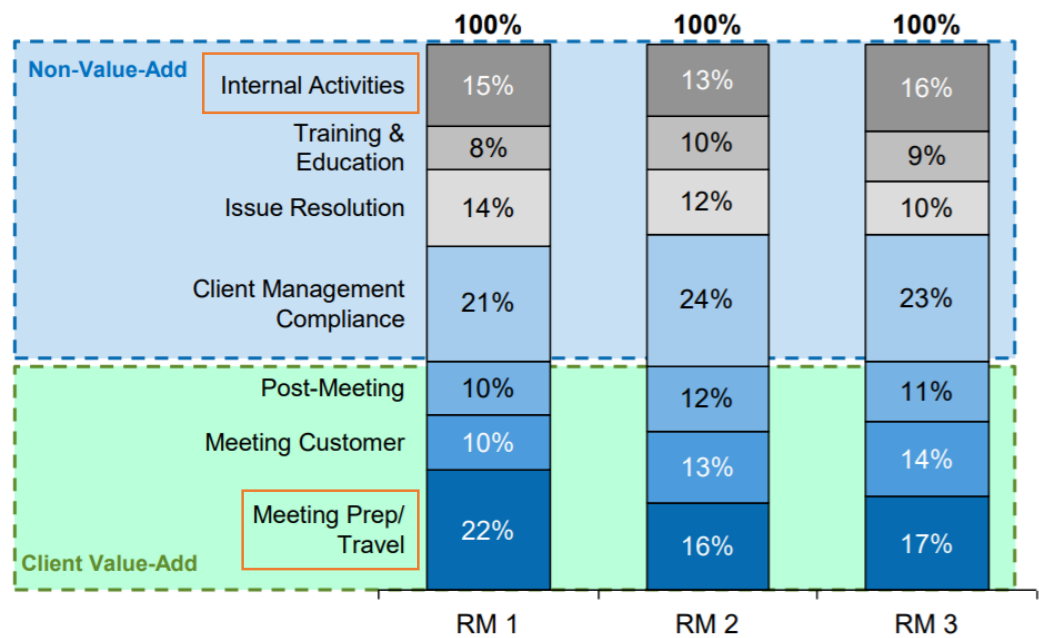 100% 100% 100%
Non-Value-Add
Internal Activities 15% 13% 16%
Training &
Education 8% 10% 9%
Issue Resolution 14% 12% 10%
Client Management
Compliance 21% 24% 23%
Post-Meeting 10% 12% 11%
Meeting Customer 10% 13% 14%
Meeting Prep/
Travel 22% 16% 17%
Client Value-Add
RM 1 RM 2 RM 3